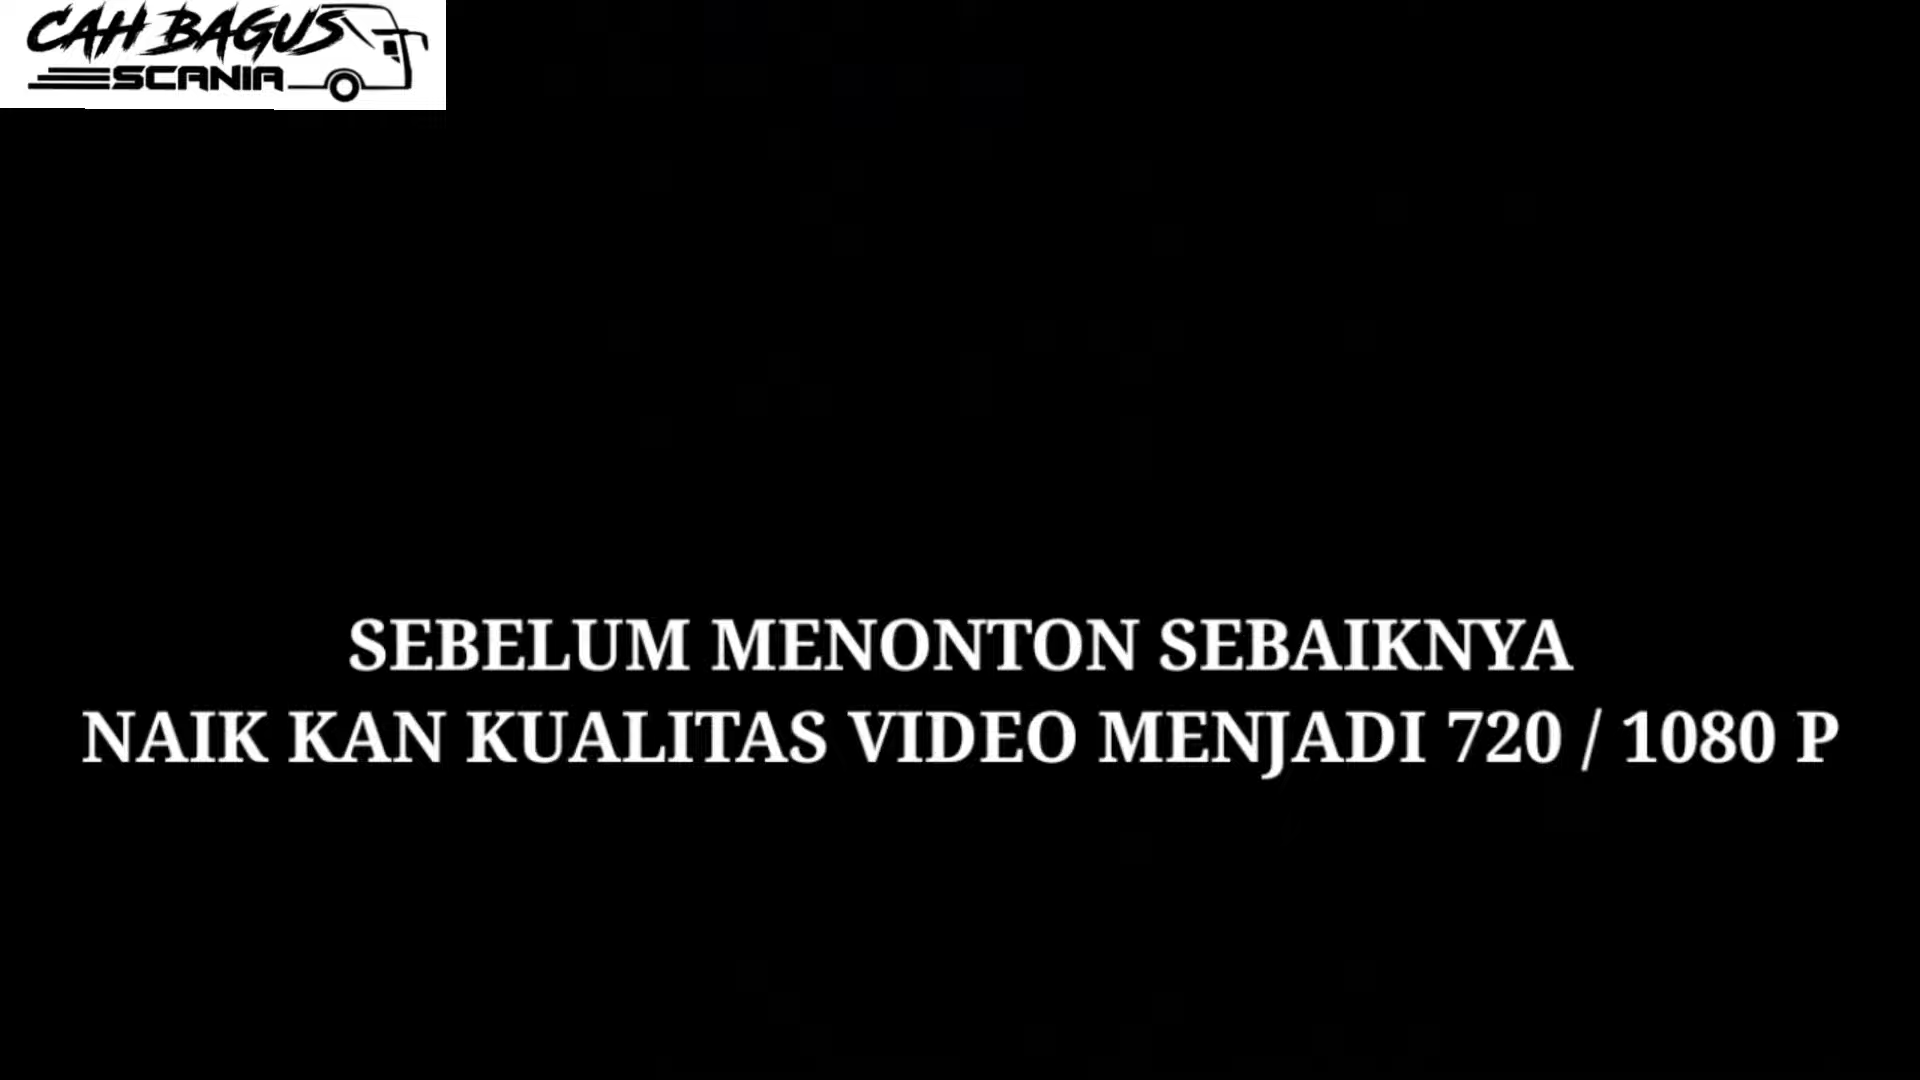 CAH BAGUS
SCANIA
SEBELUM MENONTON SEBAIKNYA
NAIK KAN KUALITAS VIDEO MENJADI 720 / 1080 P